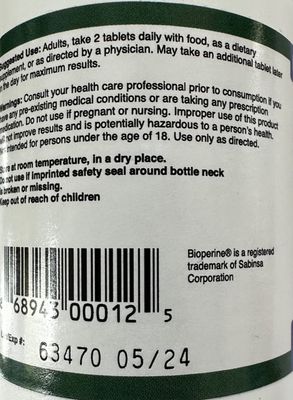 Suggested Use: Adults, take 2 tablets daily with food, as a dietary
supplement, or as directed by a physician. May take an additional tablet later
in the day for maximum results.
Warnings: Consult your health care professional prior to consumption if you
have any pre-existing medical conditions or are taking any prescription
medication. Do not use if pregnant or nursing. Improper use of this product
will not improve results and is potentially hazardous to a person's health.
intended for persons under the age of 18. Use only as directed.
Store at room temperature, in a dry place.
Do not use if imprinted safety seal around bottle neck
is broken or missing.
Keep out of reach of children
Bioperine® is a registered
trademark of Sabinsa
Corporation
68943 00012 5
Exp #:
63470 05/24